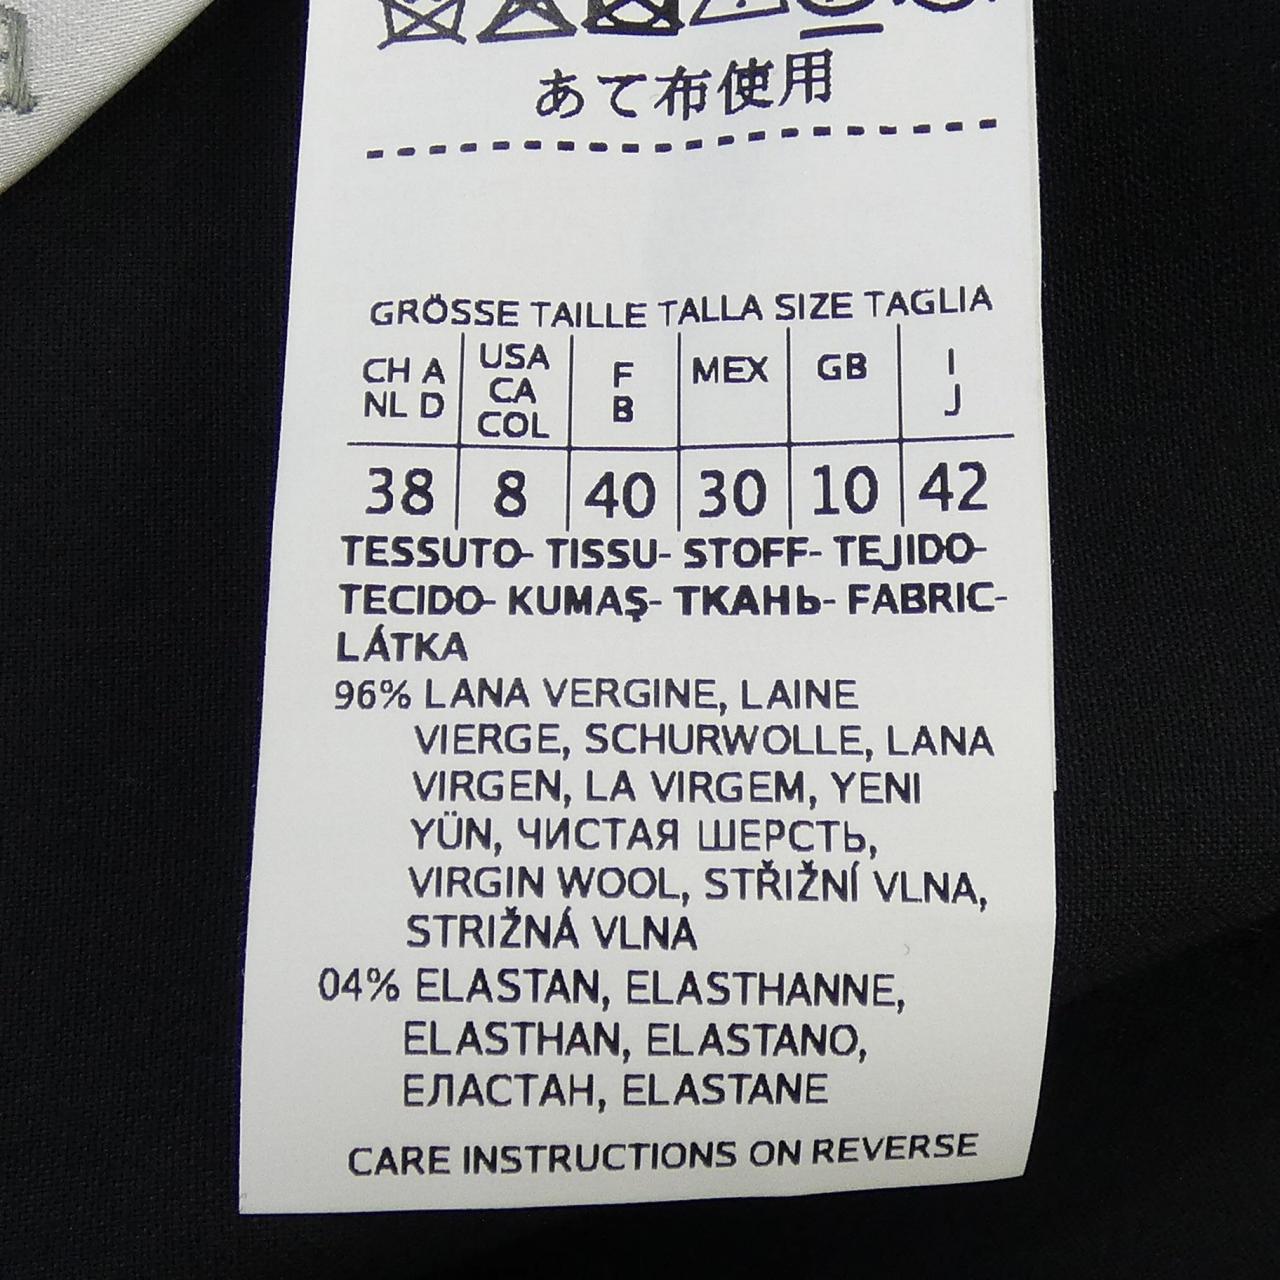 あて布使用
GRÖSSE TAILLE TALLA SIZE TAGLIA
CH A NL D USA CA COL F B MEX GB I J
38 8 40 30 10 42
TESSUTO- TISSU- STOFF- TEJIDO-
TECIDO- KUMAŞ- ТКАНЬ- FABRIC-
LÁTKA
96% LANA VERGINE, LAINE
VIERGE, SCHURWOLLE, LANA
VIRGEN, LA VIRGEM, YENI
YÜN, ЧИСТАЯ ШЕРСТЬ,
VIRGIN WOOL, STŘIŽNÍ VLNA,
STRIŽNÁ VLNA
04% ELASTAN, ELASTHANNE,
ELASTHAN, ELASTANO,
ЕЛАСТАН, ELASTANE
CARE INSTRUCTIONS ON REVERSE